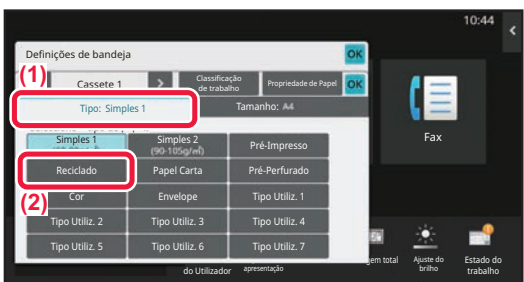 10:44
Definições de bandeja
OK
(1)
Cassete 1
Classificação
de trabalho
Propriedade de Papel
OK
Tipo: Simples 1
Tamanho: A4
Simples 1
Simples 2
(90-105g/㎡)
Pré-Impresso
Reciclado
Papel Carta
Pré-Perfurado
(2)
Cor
Envelope
Tipo Utiliz. 1
Tipo Utiliz. 2
Tipo Utiliz. 3
Tipo Utiliz. 4
Tipo Utiliz. 5
Tipo Utiliz. 6
Tipo Utiliz. 7
Fax
do Utilizador
apresentação
gem total
Ajuste do
brilho
Estado do
trabalho